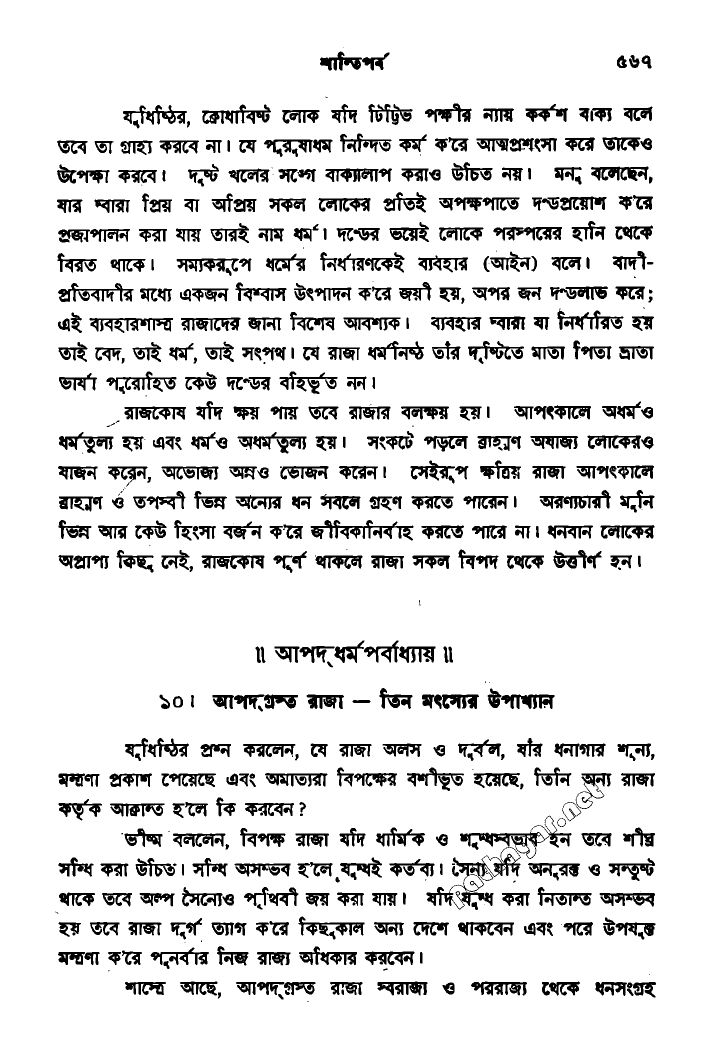 শান্তিপর্ব ৫৬৭
যুধিষ্ঠির, ক্রোধাবিষ্ট লোক যদি টিট্টিভ পক্ষীর ন্যায় কর্কশ বাক্য বলে
তবে তা গ্রাহ্য করবে না। যে পুরুষাধম নিন্দিত কর্ম ক'রে আত্মপ্রশংসা করে তাকেও
উপেক্ষা করবে। দুষ্ট খলের সঙ্গে বাক্যালাপ করাও উচিত নয়। মনু বলেছেন,
যার দ্বারা প্রিয় বা অপ্রিয় সকল লোকের প্রতিই অপক্ষপাতে দণ্ডপ্রয়োগ ক'রে
প্রজাপালন করা যায় তারই নাম ধর্ম। দণ্ডের ভয়েই লোকে পরস্পরের হানি থেকে
বিরত থাকে। সম্যকরূপে ধর্মের নির্ধারণকেই ব্যবহার (আইন) বলে। বাদী-
প্রতিবাদীর মধ্যে একজন বিশ্বাস উৎপাদন ক'রে জয়ী হয়, অপর জন দণ্ডলাভ করে;
এই ব্যবহারশাস্ত্র রাজাদের জানা বিশেষ আবশ্যক। ব্যবহার দ্বারা যা নির্ধারিত হয়
তাই বেদ, তাই ধর্ম, তাই সৎপথ। যে রাজা ধর্মনিষ্ঠ তাঁর দৃষ্টিতে মাতা পিতা ভ্রাতা
ভার্যা পুরোহিত কেউ দণ্ডের বহির্ভূত নন।
রাজকোষ যদি ক্ষয় পায় তবে রাজার বলক্ষয় হয়। আপৎকালে অধর্মও
ধর্মতুল্য হয় এবং ধর্মও অধর্মতুল্য হয়। সংকটে পড়লে ব্রাহ্মণ অযাজ্য লোকেরও
যাজন করেন, অভোজ্য অন্নও ভোজন করেন। সেইরূপ ক্ষত্রিয় রাজা আপৎকালে
ব্রাহ্মণ ও তপস্বী ভিন্ন অন্যের ধন সবলে গ্রহণ করতে পারেন। অরণ্যচারী মুনি
ভিন্ন আর কেউ হিংসা বর্জন ক'রে জীবিকানির্বাহ করতে পারে না। ধনবান লোকের
অপ্রাপ্য কিছু নেই, রাজকোষ পূর্ণ থাকলে রাজা সকল বিপদ থেকে উত্তীর্ণ হন।
॥ আপদ্‌ধর্মপর্বাধ্যায় ॥
১০। আপদ্‌গ্রস্ত রাজা — তিন মৎস্যের উপাখ্যান
যুধিষ্ঠির প্রশ্ন করলেন, যে রাজা অলস ও দুর্বল, যাঁর ধনাগার শূন্য,
মন্ত্রণা প্রকাশ পেয়েছে এবং অমাত্যরা বিপক্ষের বশীভূত হয়েছে, তিনি অন্য রাজা
কর্তৃক আক্রান্ত হ'লে কি করবেন?
ভীষ্ম বললেন, বিপক্ষ রাজা যদি ধার্মিক ও শুদ্ধস্বভাব হন তবে শীঘ্র
সন্ধি করা উচিত। সন্ধি অসম্ভব হ'লে যুদ্ধই কর্তব্য। সৈন্য যদি অনুরক্ত ও সন্তুষ্ট
থাকে তবে অল্প সৈন্যেও পৃথিবী জয় করা যায়। যদি যুদ্ধ করা নিতান্ত অসম্ভব
হয় তবে রাজা দুর্গ ত্যাগ ক'রে কিছুকাল অন্য দেশে থাকবেন এবং পরে উপযুক্ত
মন্ত্রণা ক'রে পুনর্বার নিজ রাজ্য অধিকার করবেন।
শাস্ত্রে আছে, আপদ্‌গ্রস্ত রাজা স্বরাজ্য ও পররাজ্য থেকে ধনসংগ্রহ
Pathagar.net